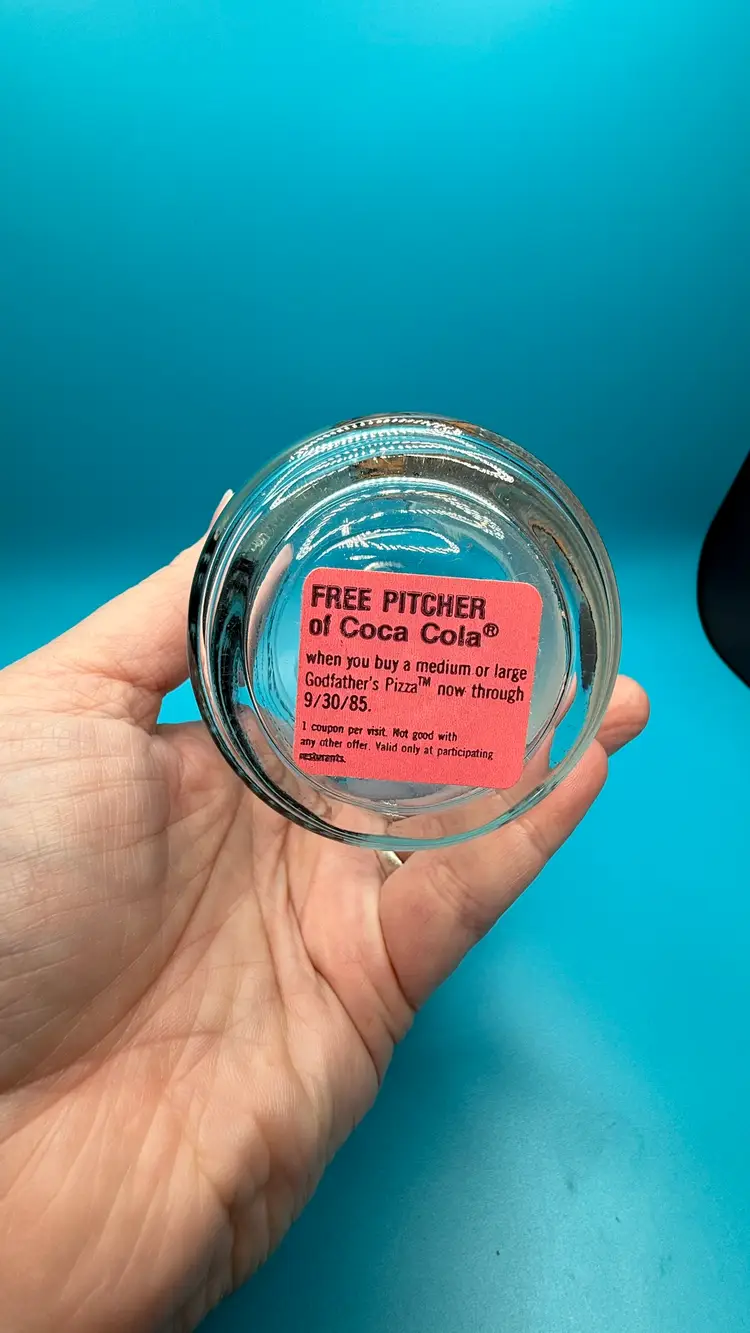 FREE PITCHER
of Coca Cola®
when you buy a medium or large
Godfather's Pizza™ now through
9/30/85.
1 coupon per visit. Not good with
any other offer. Valid only at participating
resturants.